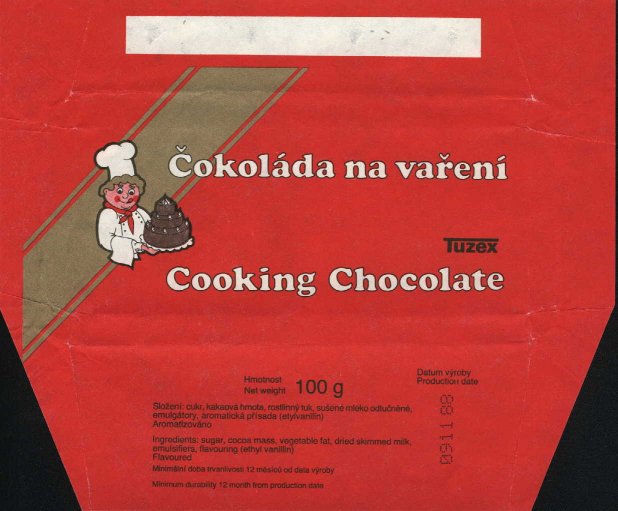 Čokoláda na vaření
Tuzex
Cooking Chocolate
Hmotnost
Net weight 100 g
Datum výroby
Production date
0911 88
Složení: cukr, kakaová hmota, rostlinný tuk, sušené mléko odtučněné,
emulgátory, aromatická přísada (etylvanilin)
Aromatizováno
Ingredients: sugar, cocoa mass, vegetable fat, dried skimmed milk,
emulsifiers, flavouring (ethyl vanillin)
Flavoured
Minimální doba trvanlivosti 12 měsíců od data výroby
Minimum durability 12 month from production date